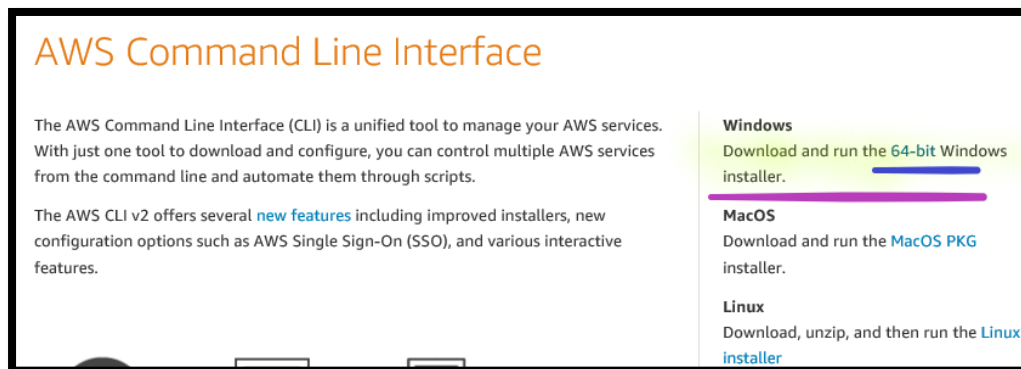 AWS Command Line Interface
The AWS Command Line Interface (CLI) is a unified tool to manage your AWS services.
With just one tool to download and configure, you can control multiple AWS services
from the command line and automate them through scripts.
The AWS CLI v2 offers several new features including improved installers, new
configuration options such as AWS Single Sign-On (SSO), and various interactive
features.
Windows
Download and run the 64-bit Windows
installer.
MacOS
Download and run the MacOS PKG
installer.
Linux
Download, unzip, and then run the Linux
installer